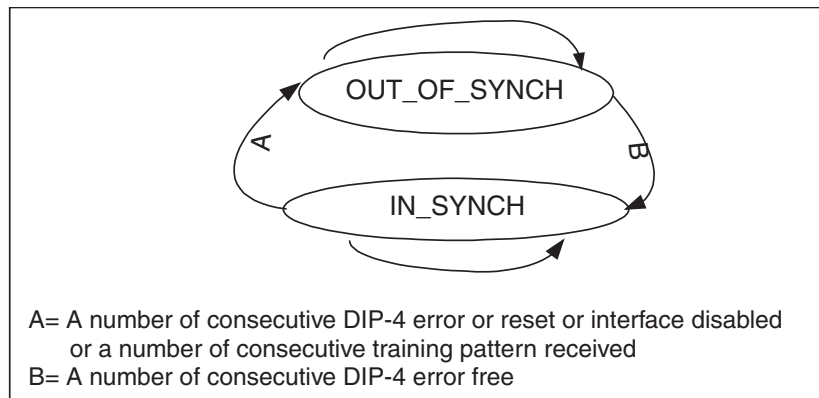 OUT_OF_SYNCH
A
B
IN_SYNCH
A= A number of consecutive DIP-4 error or reset or interface disabled
or a number of consecutive training pattern received
B= A number of consecutive DIP-4 error free